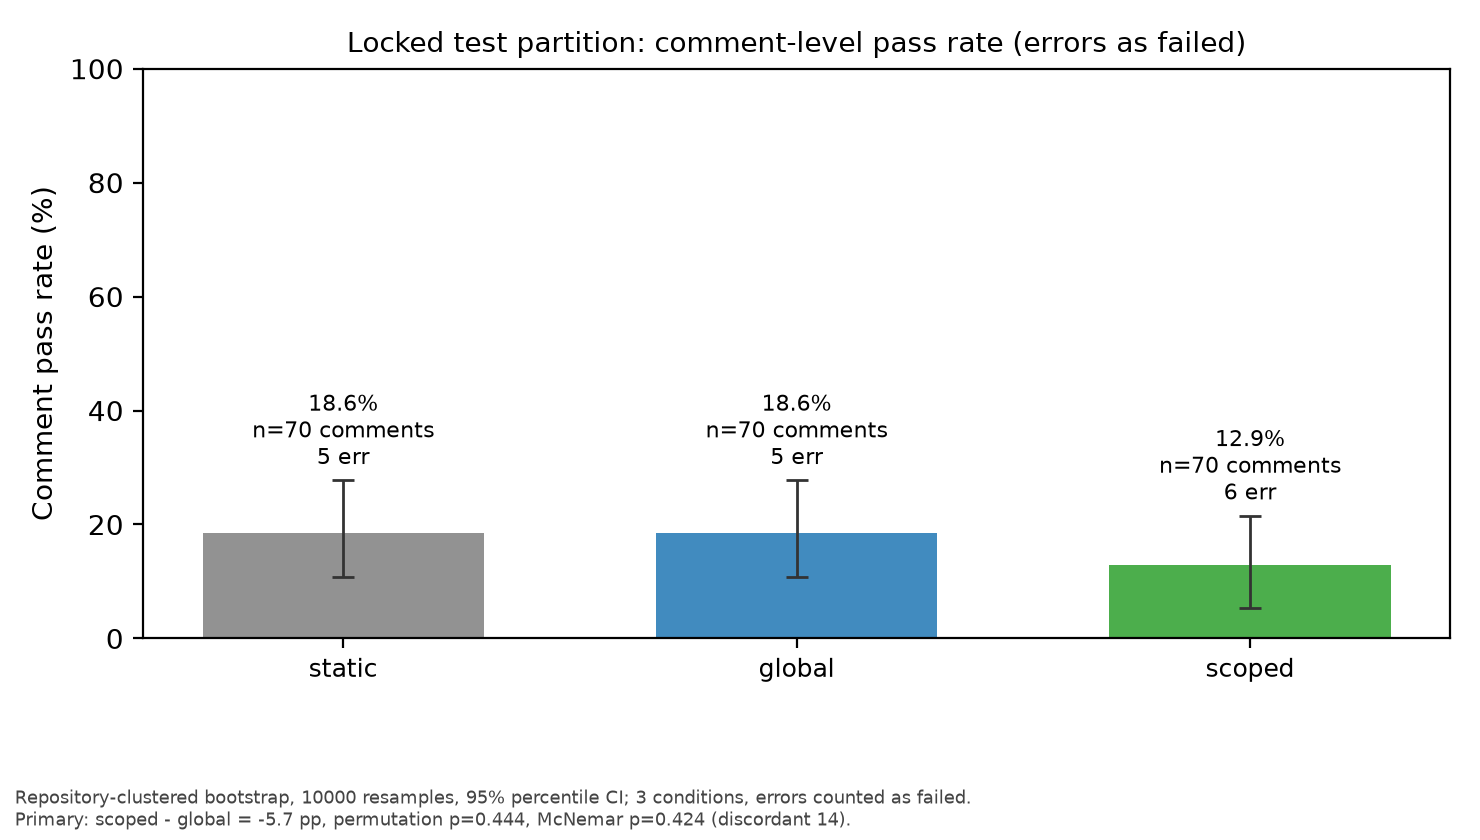 Locked test partition: comment-level pass rate (errors as failed)
Comment pass rate (%)
100
80
60
40
20
0
18.6%
n=70 comments
5 err
18.6%
n=70 comments
5 err
12.9%
n=70 comments
6 err
static
global
scoped
Repository-clustered bootstrap, 10000 resamples, 95% percentile CI; 3 conditions, errors counted as failed.
Primary: scoped - global = -5.7 pp, permutation p=0.444, McNemar p=0.424 (discordant 14).